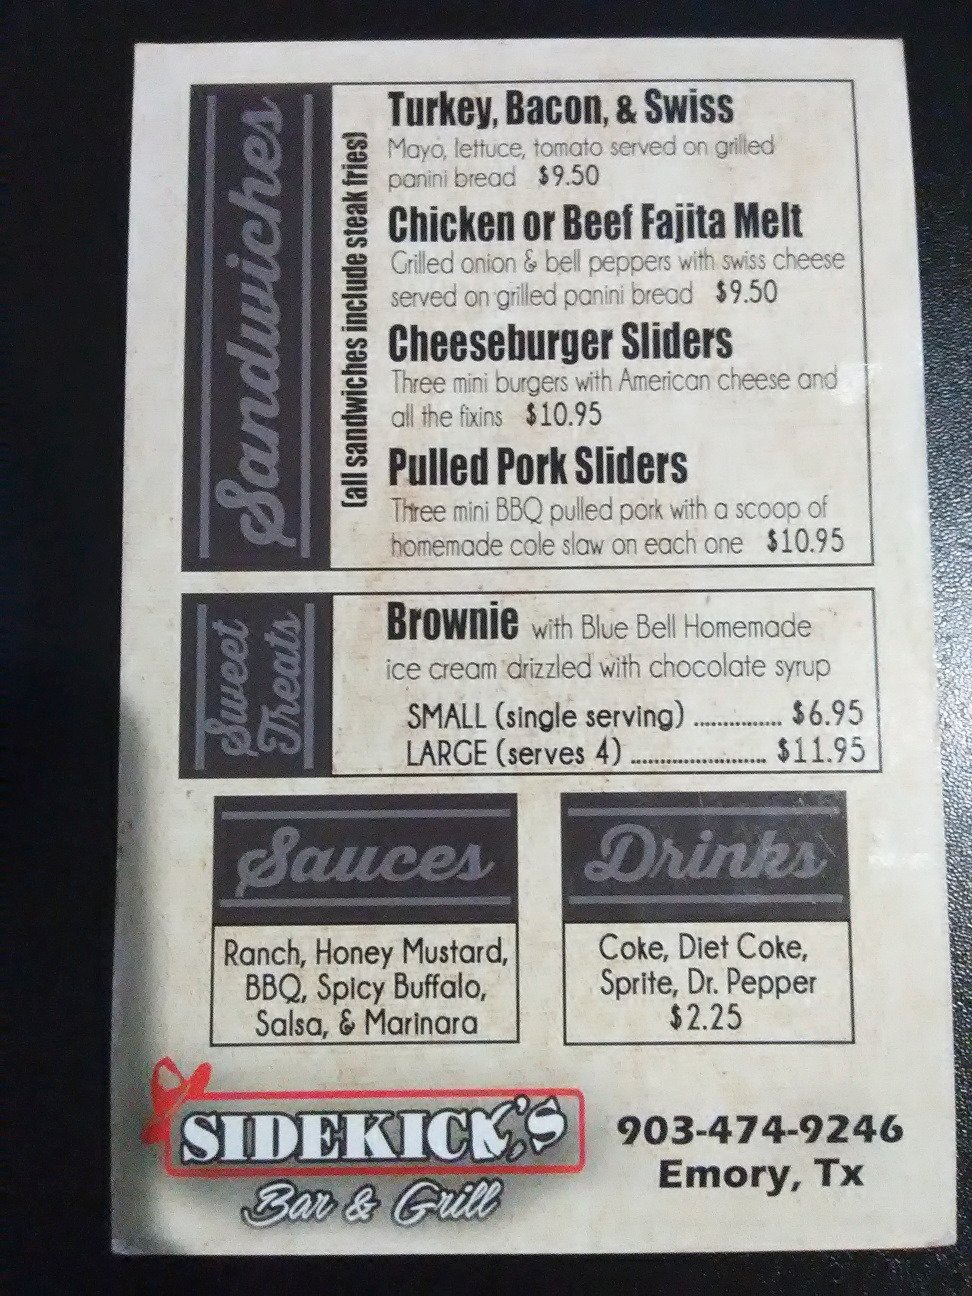 Sandwiches
(all sandwiches include steak fries)
Turkey, Bacon, & Swiss
Mayo, lettuce, tomato served on grilled
panini bread $9.50
Chicken or Beef Fajita Melt
Grilled onion & bell peppers with swiss cheese
served on grilled panini bread $9.50
Cheeseburger Sliders
Three mini burgers with American cheese and
all the fixins $10.95
Pulled Pork Sliders
Three mini BBQ pulled pork with a scoop of
homemade cole slaw on each one $10.95
Sweet
Treats
Brownie with Blue Bell Homemade
ice cream drizzled with chocolate syrup
SMALL (single serving) ............... $6.95
LARGE (serves 4) ........................ $11.95
Sauces
Ranch, Honey Mustard,
BBQ, Spicy Buffalo,
Salsa, & Marinara
Drinks
Coke, Diet Coke,
Sprite, Dr. Pepper
$2.25
SIDEKICK'S
Bar & Grill
903-474-9246
Emory, Tx